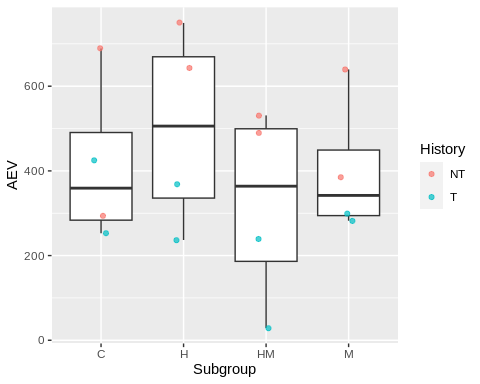 AEV
600
400
200
0
C H HM M
Subgroup
History
NT
T